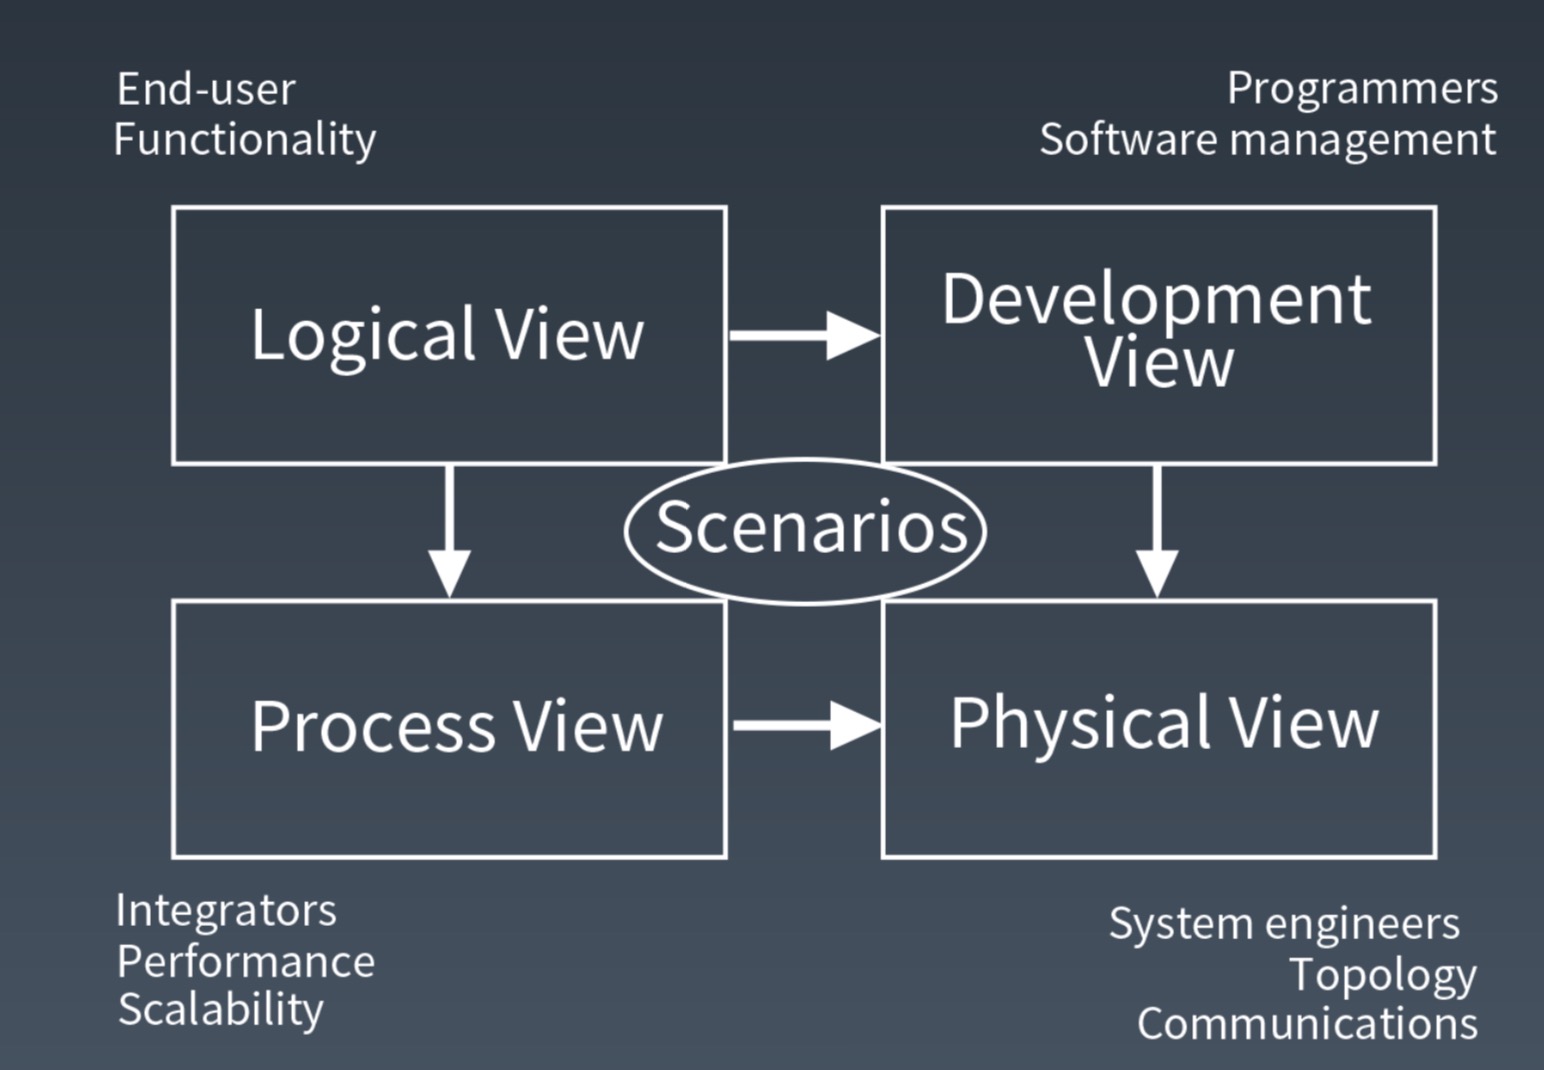 End-user
Functionality
Programmers
Software management
Logical View
Development
View
Scenarios
Process View
Physical View
Integrators
Performance
Scalability
System engineers
Topology
Communications